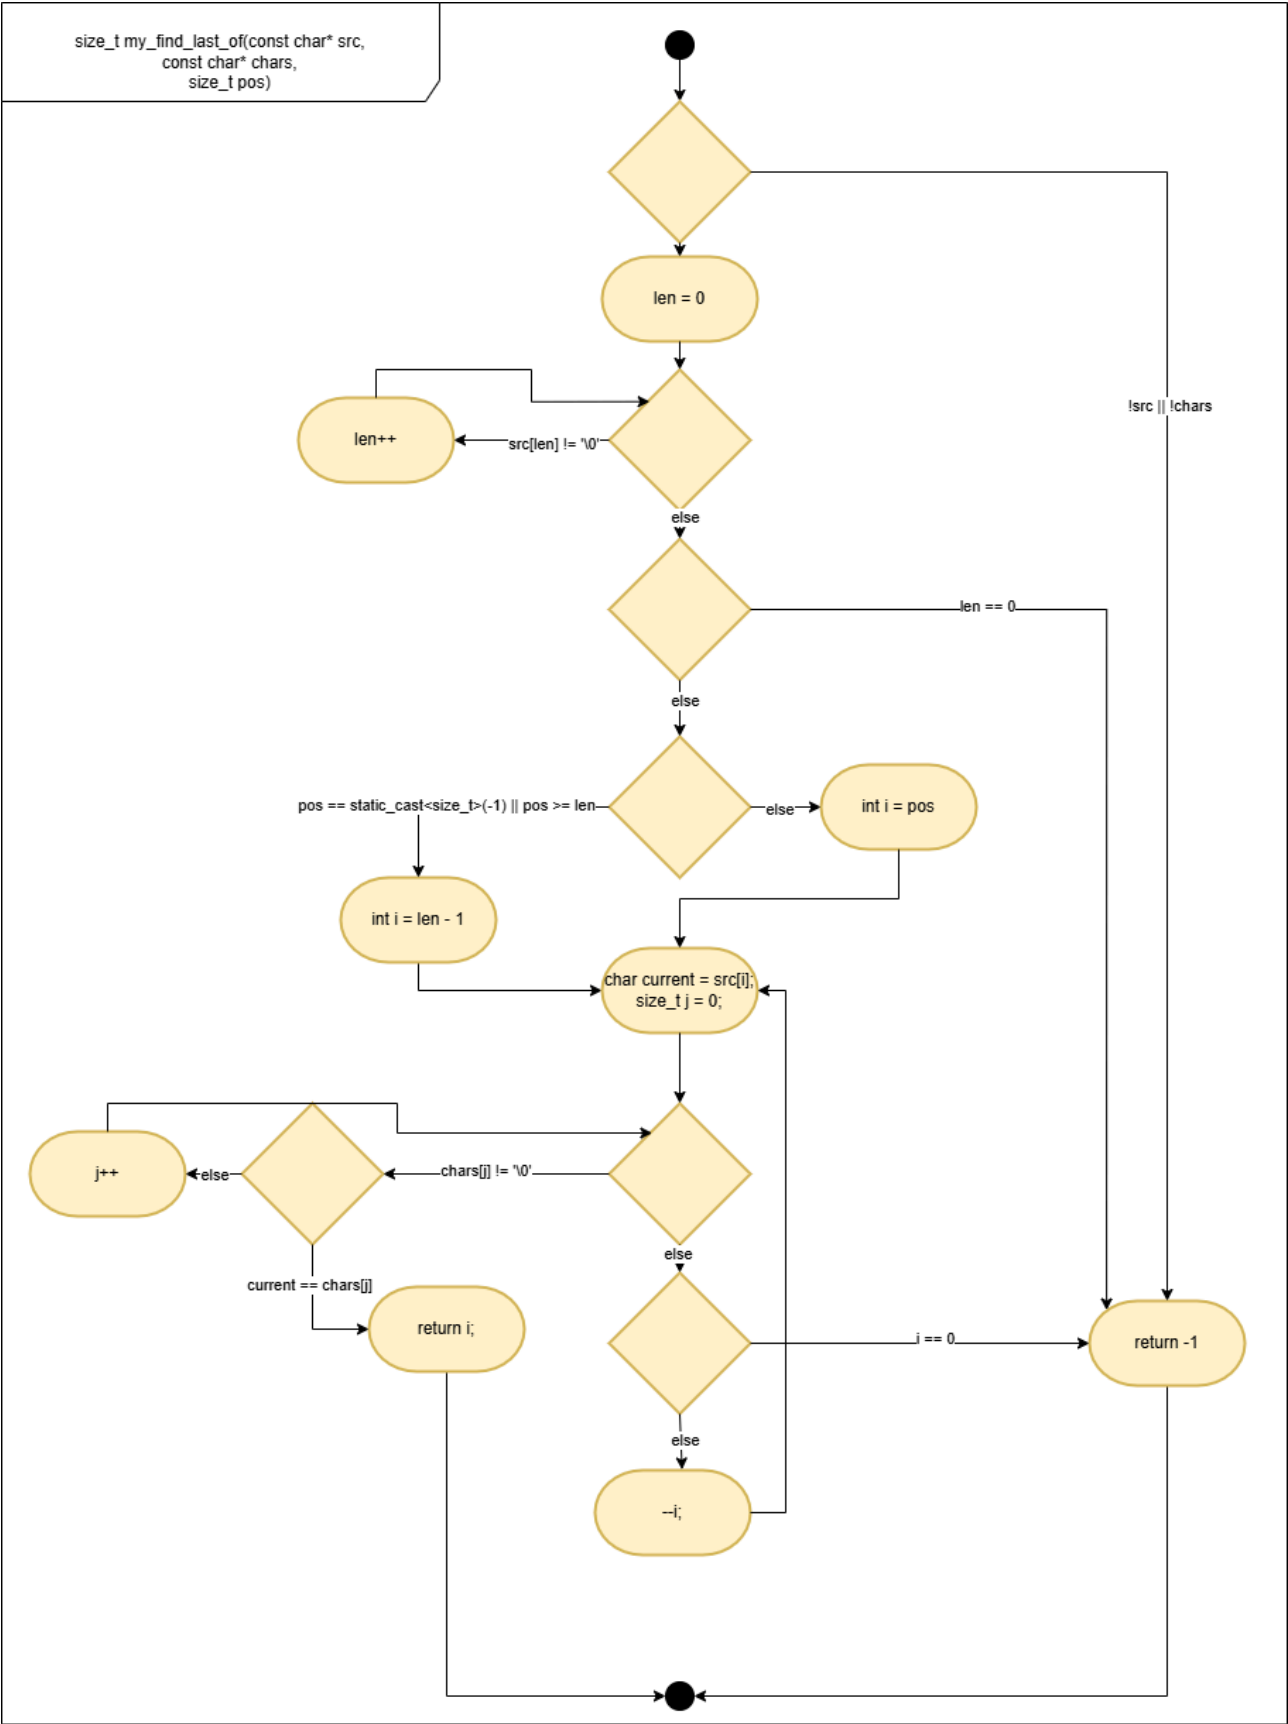 size_t my_find_last_of(const char* src,
const char* chars,
size_t pos)
len = 0
!src || !chars
len++
src[len] != '\0'
else
len == 0
else
pos == static_cast<size_t>(-1) || pos >= len
else
int i = pos
int i = len - 1
char current = src[i];
size_t j = 0;
j++
else
chars[j] != '\0'
else
current == chars[j]
return i;
i == 0
return -1
else
--i;